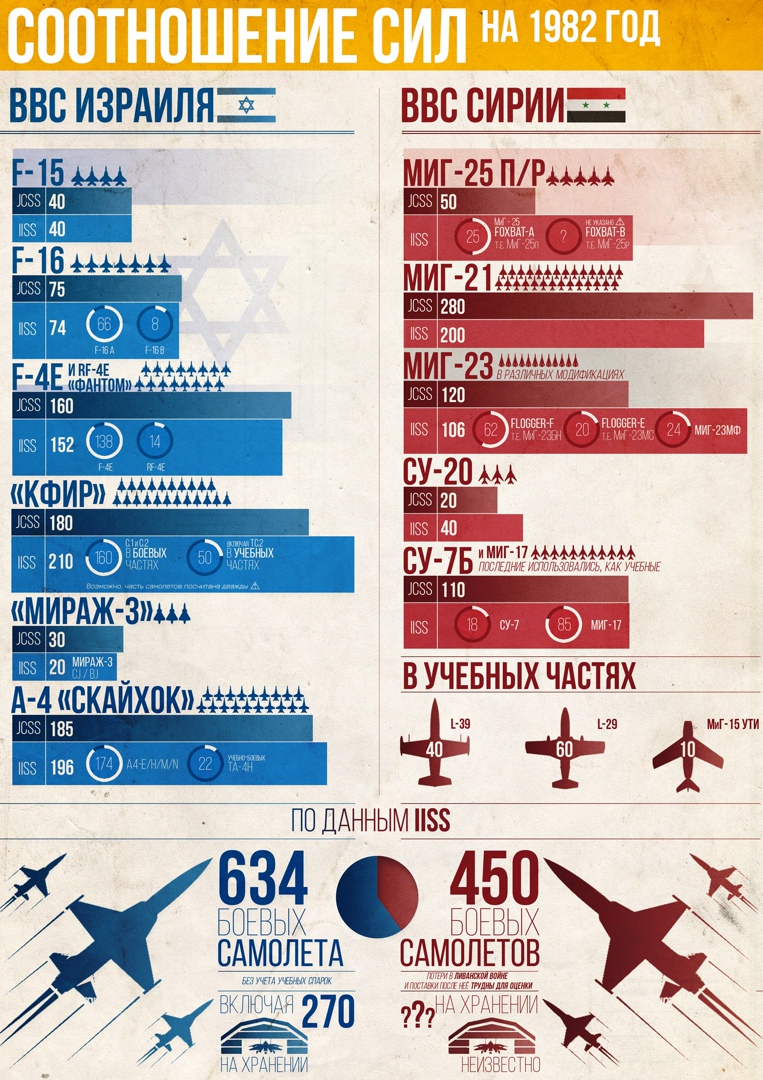 СООТНОШЕНИЕ СИЛ НА 1982 ГОД
ВВС ИЗРАИЛЯ
F-15
JCSS 40
IISS 40
F-16
JCSS 75
IISS 74 66 8
F-16 A F-16 B
F-4E И RF-4E
«ФАНТОМ»
JCSS 160
IISS 152 138 14
F-4E RF-4E
«КФИР»
JCSS 180
IISS 210 160 С.1 и С.2 В БОЕВЫХ ЧАСТЯХ 50 ВКЛЮЧАЯ ТС.2 В УЧЕБНЫХ ЧАСТЯХ
Возможно, часть самолетов посчитана дважды
«МИРАЖ-3»
JCSS 30
IISS 20 МИРАЖ-3 CJ / BJ
А-4 «СКАЙХОК»
JCSS 185
IISS 196 174 A4-E/H/M/N 22 УЧЕБНО-БОЕВЫХ TA-4H
ВВС СИРИИ
МИГ-25 П/Р
JCSS 50
IISS 25 МиГ - 25 FOXBAT-A Т.Е. МиГ-25п ? НЕ УКАЗАНО FOXBAT-B Т.Е. МиГ-25р
МИГ-21
JCSS 280
IISS 200
МИГ-23 В РАЗЛИЧНЫХ МОДИФИКАЦИЯХ
JCSS 120
IISS 106 62 FLOGGER-F Т.Е. МиГ-23БН 20 FLOGGER-E Т.Е. МиГ-23МС 24 МИГ-23МФ
СУ-20
JCSS 20
IISS 40
СУ-7Б и МИГ-17
ПОСЛЕДНИЕ ИСПОЛЬЗОВАЛИСЬ, КАК УЧЕБНЫЕ
JCSS 110
IISS 18 СУ-7 85 МИГ-17
В УЧЕБНЫХ ЧАСТЯХ
L-39 L-29 МиГ-15 УТИ
40 60 10
ПО ДАННЫМ IISS
634
БОЕВЫХ
САМОЛЕТА
БЕЗ УЧЕТА УЧЕБНЫХ СПАРОК
ВКЛЮЧАЯ 270
НА ХРАНЕНИИ
450
БОЕВЫХ
САМОЛЕТОВ
ПОТЕРИ В ЛИВАНСКОЙ ВОЙНЕ
И ПОСТАВКИ ПОСЛЕ НЕЁ ТРУДНЫ ДЛЯ ОЦЕНКИ
??? НА ХРАНЕНИИ
НЕИЗВЕСТНО